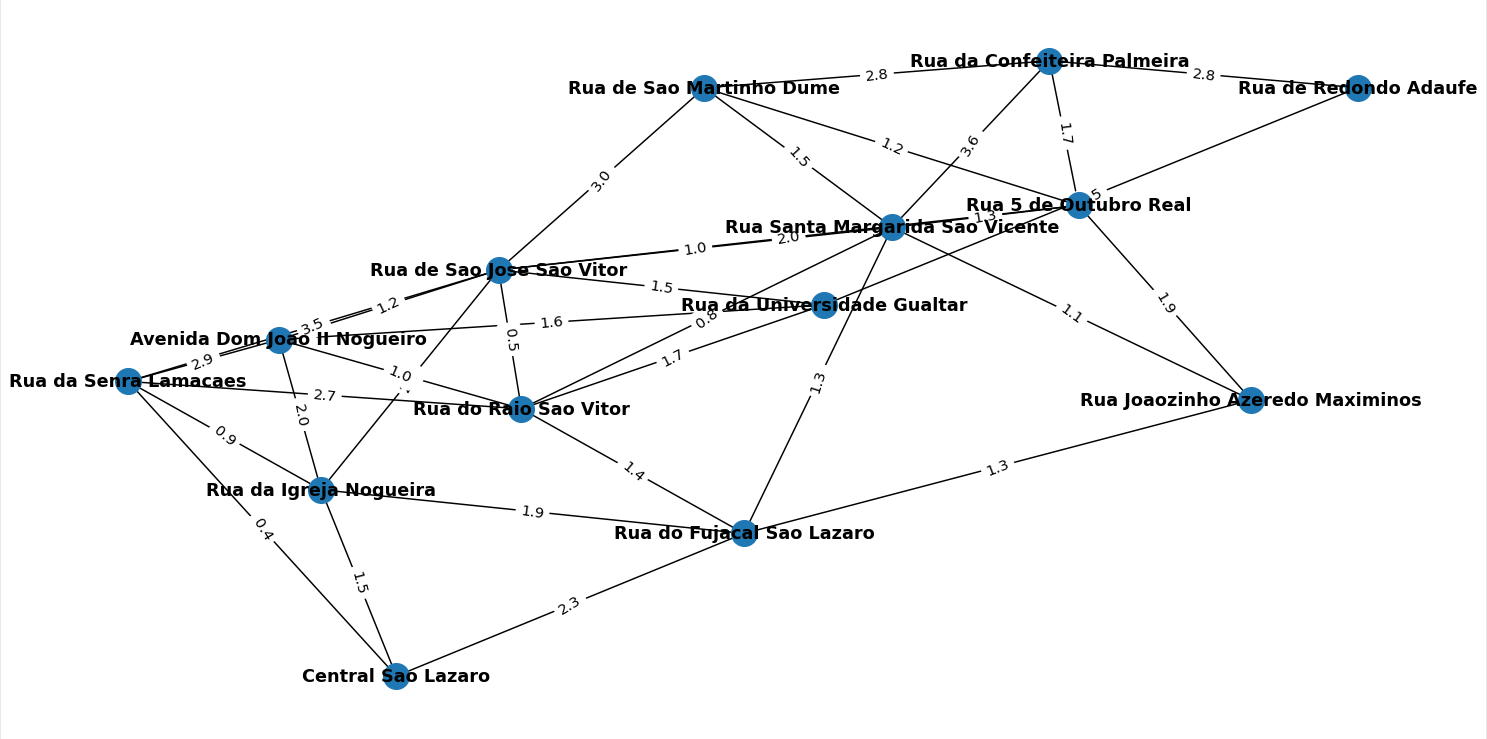 Rua da Confeiteira Palmeira
2.8
2.8
Rua de Sao Martinho Dume
Rua de Redondo Adaufe
1.7
1.2
3.6
1.5
3.0
5
Rua 5 de Outubro Real
1.3
Rua Santa Margarida Sao Vicente
2.0
1.0
Rua de Sao Jose Sao Vitor
1.5
1.9
1.2
Rua da Universidade Gualtar
1.1
0.8
1.6
3.5
Avenida Dom João II Nogueiro
0.5
1.7
2.9
1.0
Rua da Senra Lamacaes
1.3
2.7
Rua Joaozinho Azeredo Maximinos
Rua do Raio Sao Vitor
2.0
0.9
1.3
1.4
Rua da Igreja Nogueira
1.9
0.4
Rua do Fujacal Sao Lazaro
1.5
2.3
Central Sao Lazaro